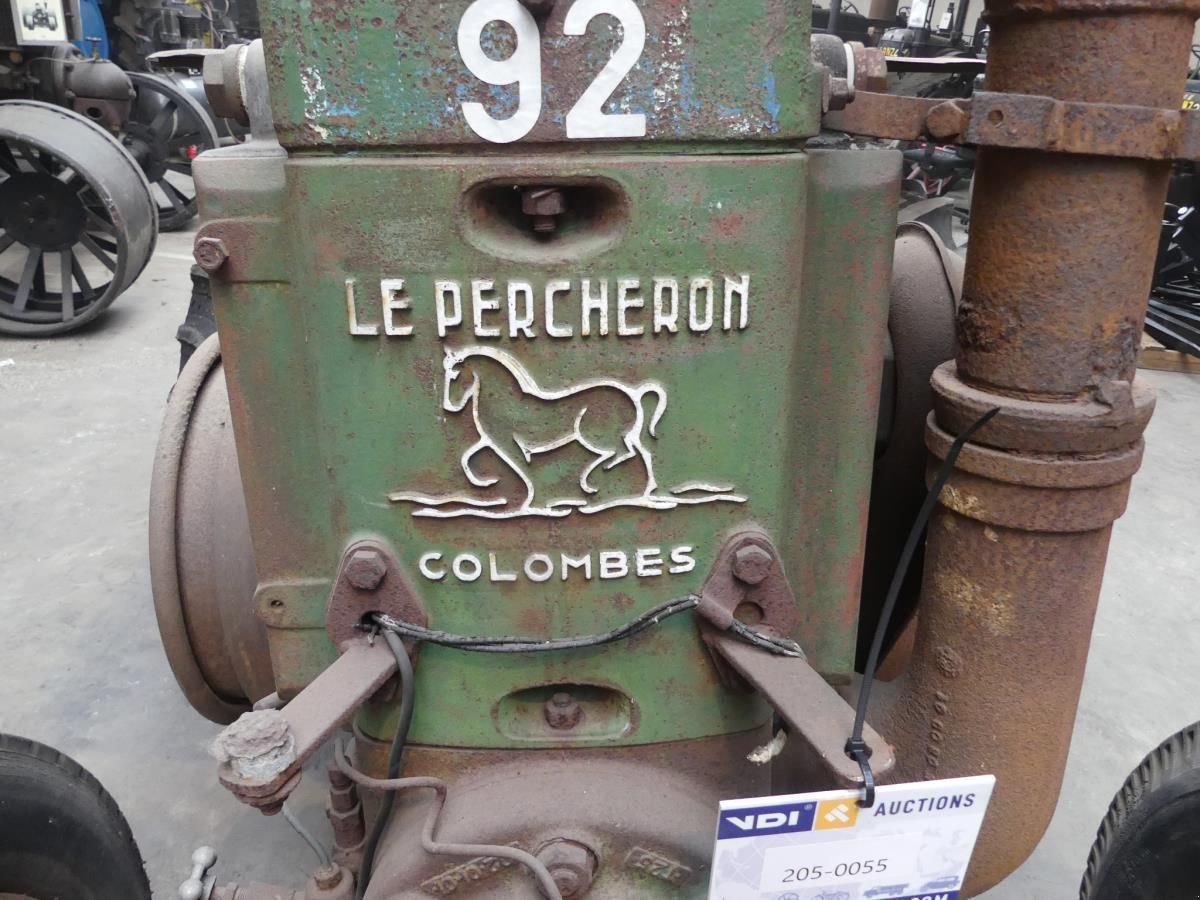 92
LE PERCHERON
COLOMBES
VDI AUCTIONS
205-0055